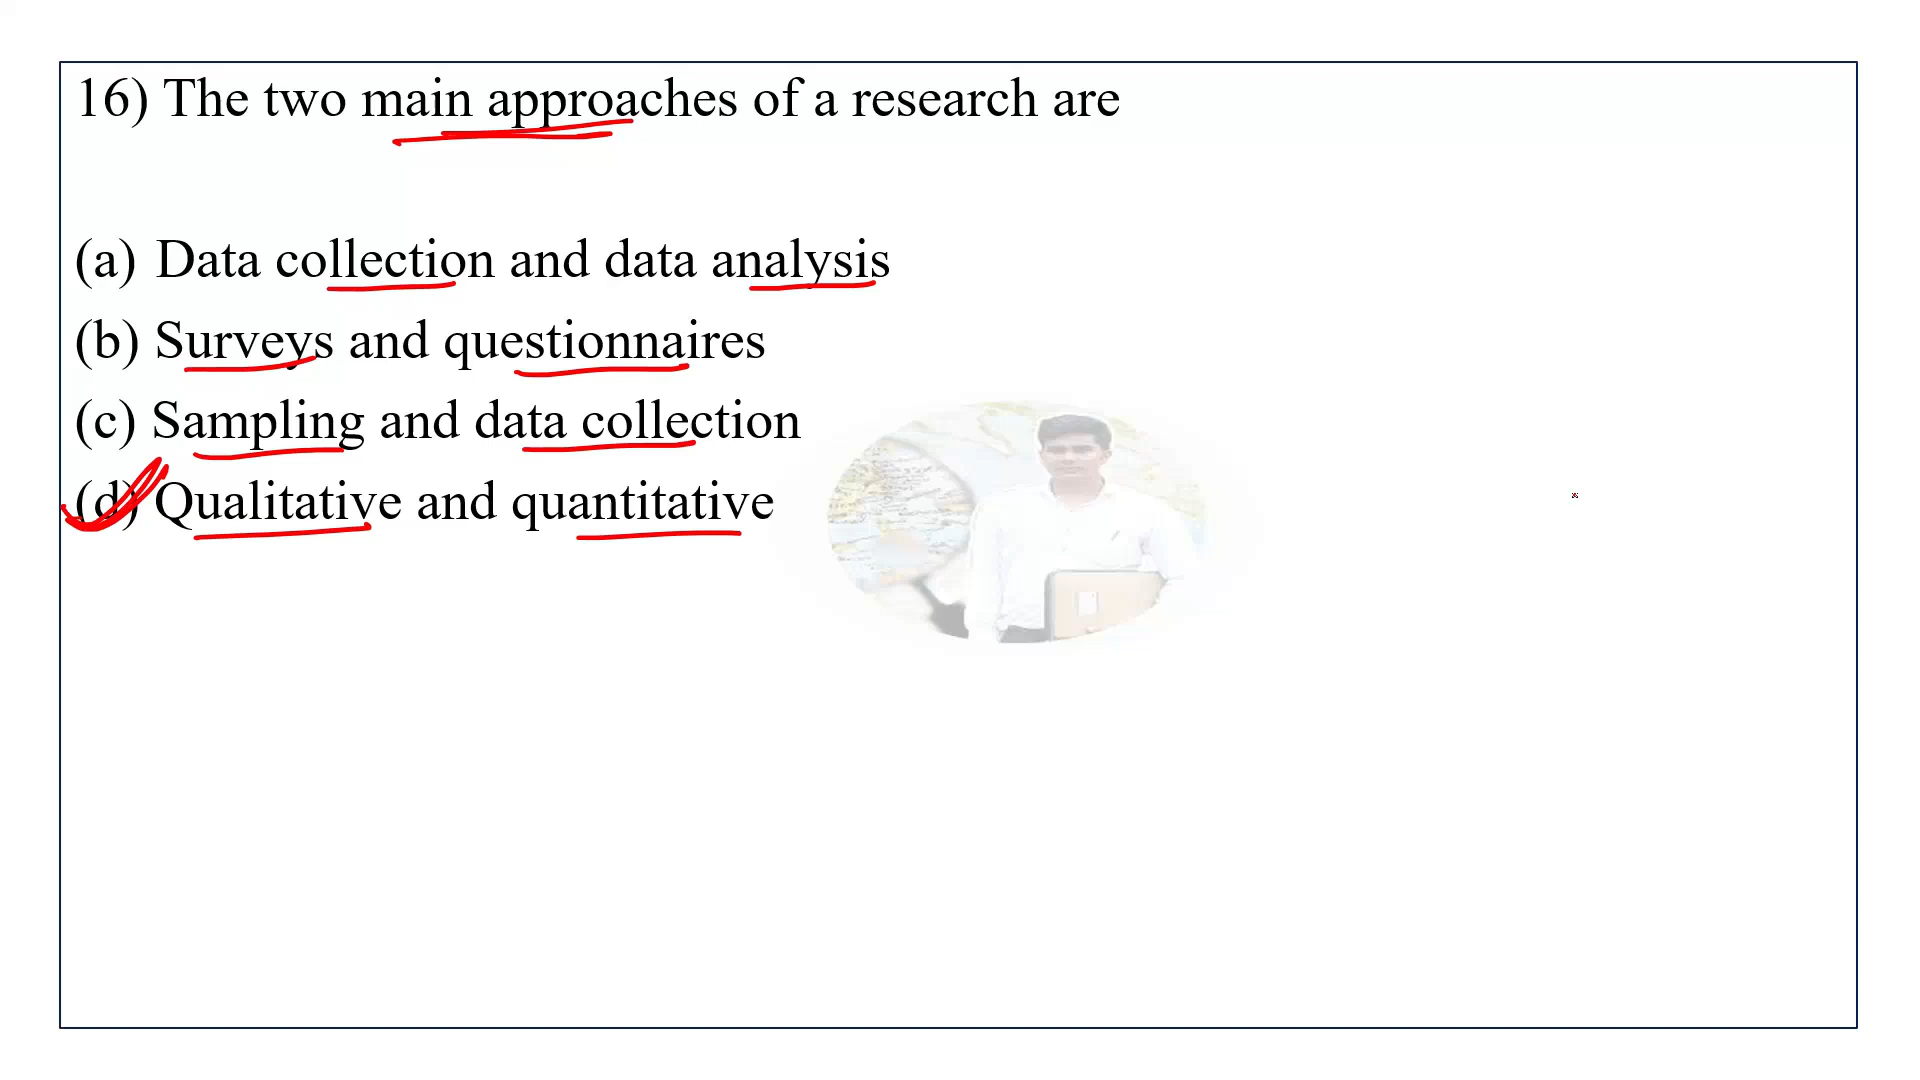 16) The two main approaches of a research are
(a) Data collection and data analysis
(b) Surveys and questionnaires
(c) Sampling and data collection
(d) Qualitative and quantitative